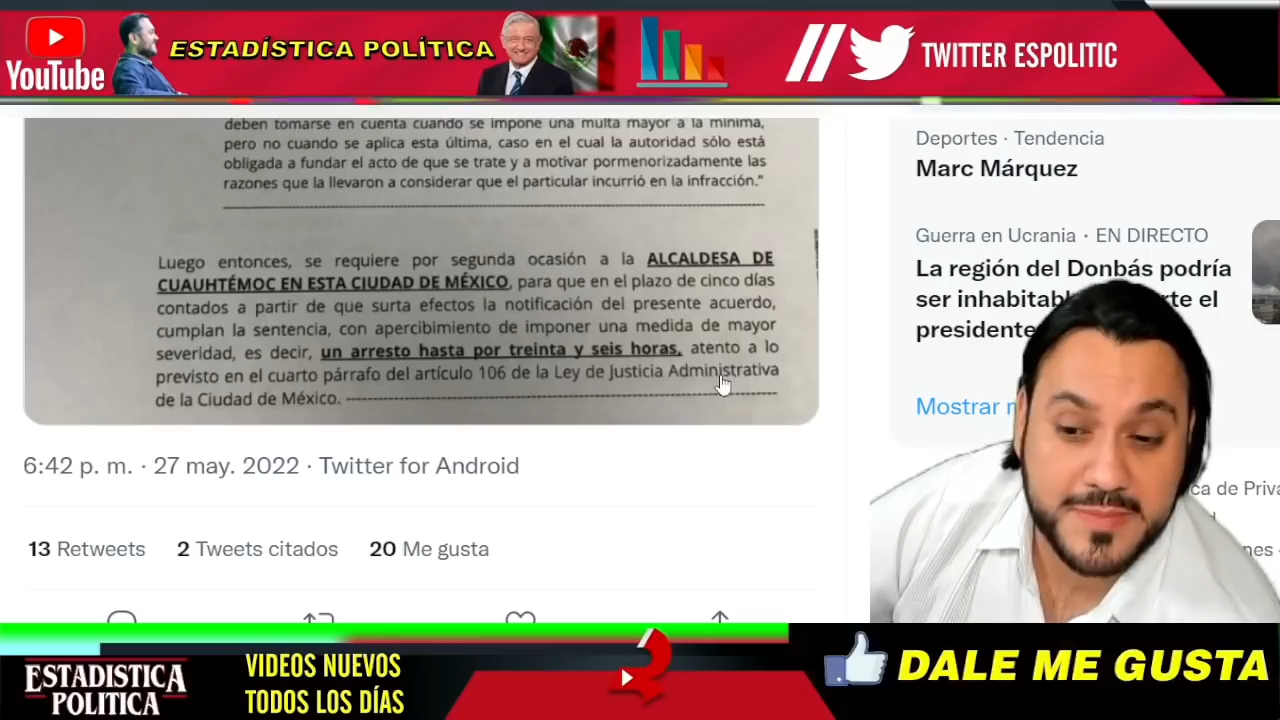 YouTube
ESTADÍSTICA POLÍTICA
TWITTER ESPOLITIC
deben tomarse en cuenta cuando se impone una multa mayor a la mínima,
pero no cuando se aplica esta última, caso en el cual la autoridad sólo está
obligada a fundar el acto de que se trate y a motivar pormenorizadamente las
razones que la llevaron a considerar que el particular incurrió en la infracción."
Luego entonces, se requiere por segunda ocasión a la ALCALDESA DE
CUAUHTÉMOC EN ESTA CIUDAD DE MÉXICO, para que en el plazo de cinco días
contados a partir de que surta efectos la notificación del presente acuerdo,
cumplan la sentencia, con apercibimiento de imponer una medida de mayor
severidad, es decir, un arresto hasta por treinta y seis horas, atento a lo
previsto en el cuarto párrafo del artículo 106 de la Ley de Justicia Administrativa
de la Ciudad de México.
6:42 p. m. · 27 may. 2022 · Twitter for Android
13 Retweets 2 Tweets citados 20 Me gusta
Deportes · Tendencia
Marc Márquez
Guerra en Ucrania · EN DIRECTO
La región del Donbás podría
ser el
presidente
Mostrar
ca de Priva
ESTADISTICA
POLÍTICA
VIDEOS NUEVOS
TODOS LOS DÍAS
DALE ME GUSTA